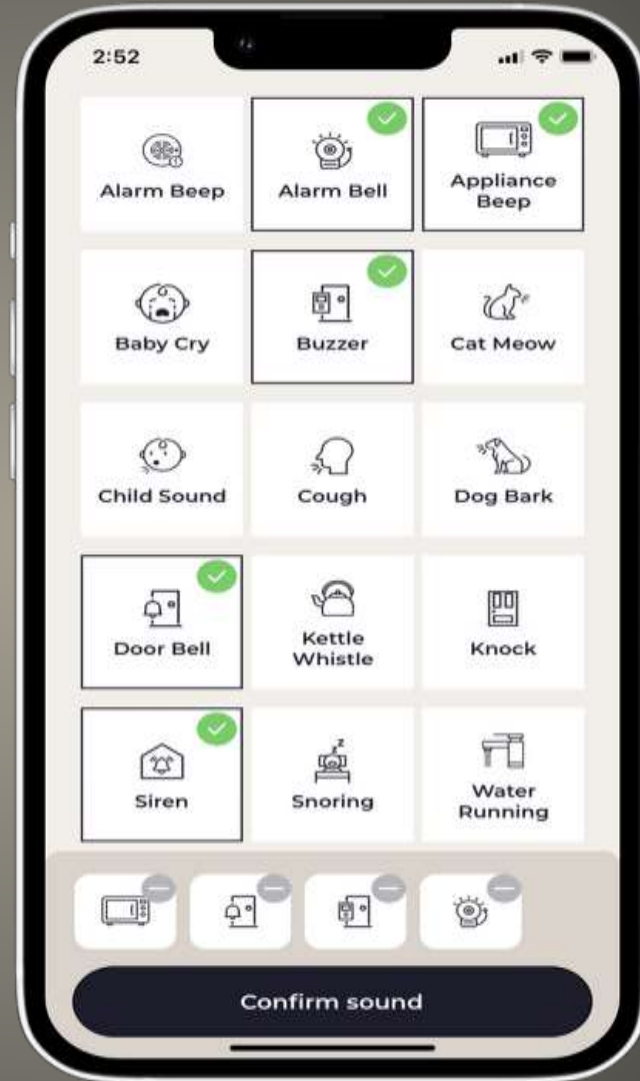 2:52
Alarm Beep
Alarm Bell
Appliance
Beep
Baby Cry
Buzzer
Cat Meow
Child Sound
Cough
Dog Bark
Door Bell
Kettle
Whistle
Knock
Siren
z z
Snoring
Water
Running
Confirm sound